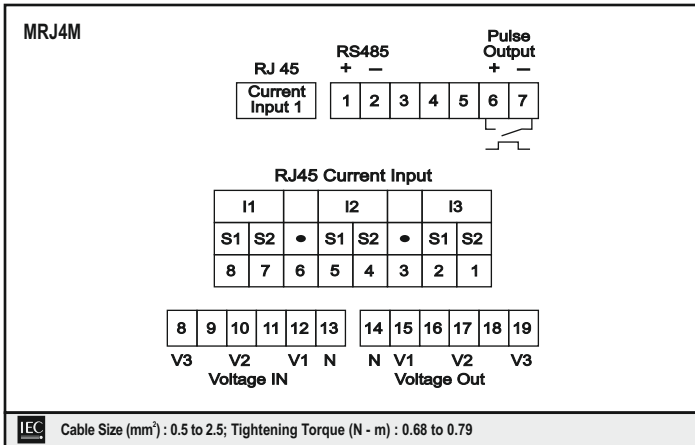 MRJ4M
RS485
Pulse
Output
RJ 45
+ –
+ –
Current
Input 1
1 2 3 4 5 6 7
RJ45 Current Input
I1 I2 I3
S1 S2 • S1 S2 • S1 S2
8 7 6 5 4 3 2 1
8 9 10 11 12 13 14 15 16 17 18 19
V3 V2 V1 N N V1 V2 V3
Voltage IN Voltage Out
IEC Cable Size (mm²) : 0.5 to 2.5; Tightening Torque (N - m) : 0.68 to 0.79